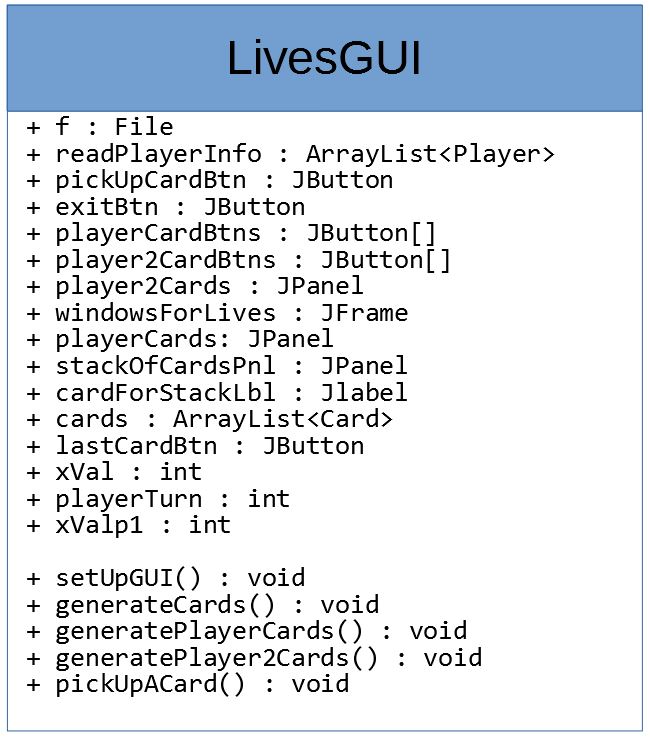 LivesGUI
+ f : File
+ readPlayerInfo : ArrayList<Player>
+ pickUpCardBtn : JButton
+ exitBtn : JButton
+ playerCardBtns : JButton[]
+ player2CardBtns : JButton[]
+ player2Cards : JPanel
+ windowsForLives : JFrame
+ playerCards: JPanel
+ stackOfCardsPnl : JPanel
+ cardForStackLbl : Jlabel
+ cards : ArrayList<Card>
+ lastCardBtn : JButton
+ xVal : int
+ playerTurn : int
+ xValp1 : int
+ setUpGUI() : void
+ generateCards() : void
+ generatePlayerCards() : void
+ generatePlayer2Cards() : void
+ pickUpACard() : void